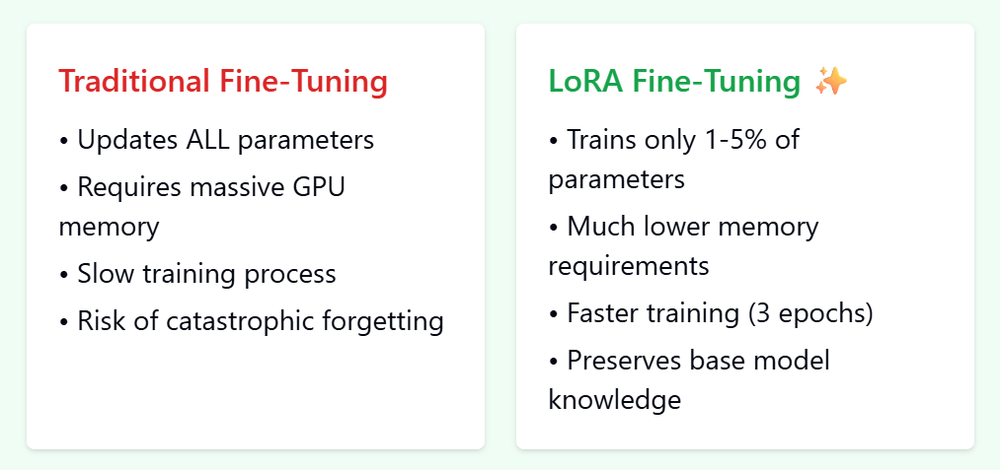 Traditional Fine-Tuning
• Updates ALL parameters
• Requires massive GPU
memory
• Slow training process
• Risk of catastrophic forgetting
LoRA Fine-Tuning ✨
• Trains only 1-5% of
parameters
• Much lower memory
requirements
• Faster training (3 epochs)
• Preserves base model
knowledge